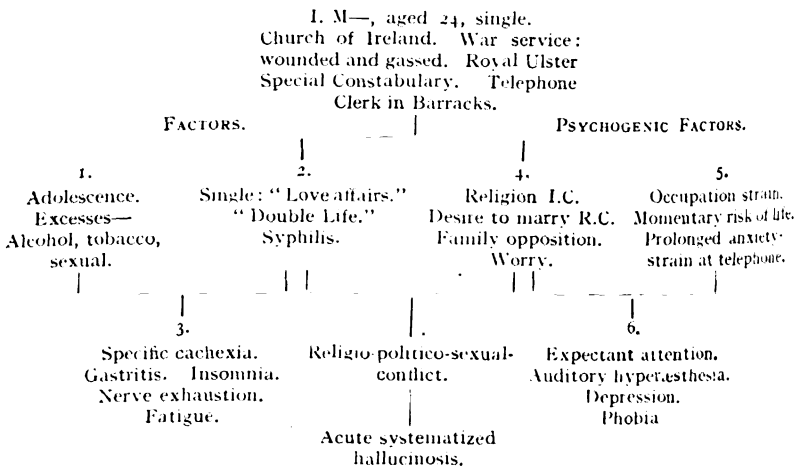 I. M—, aged 24, single.
Church of Ireland. War service:
wounded and gassed. Royal Ulster
Special Constabulary. Telephone
Clerk in Barracks.
FACTORS.
PSYCHOGENIC FACTORS.
1.
Adolescence.
Excesses—
Alcohol, tobacco,
sexual.
2.
Single: "Love affairs."
"Double Life."
Syphilis.
4.
Religion I.C.
Desire to marry R.C.
Family opposition.
Worry.
5.
Occupation strain.
Momentary risk of life.
Prolonged anxiety-
strain at telephone.
3.
Specific cachexia.
Gastritis. Insomnia.
Nerve exhaustion.
Fatigue.
Religio-politico-sexual-
conflict.
6.
Expectant attention.
Auditory hyperæsthesia.
Depression.
Phobia
Acute systematized
hallucinosis.